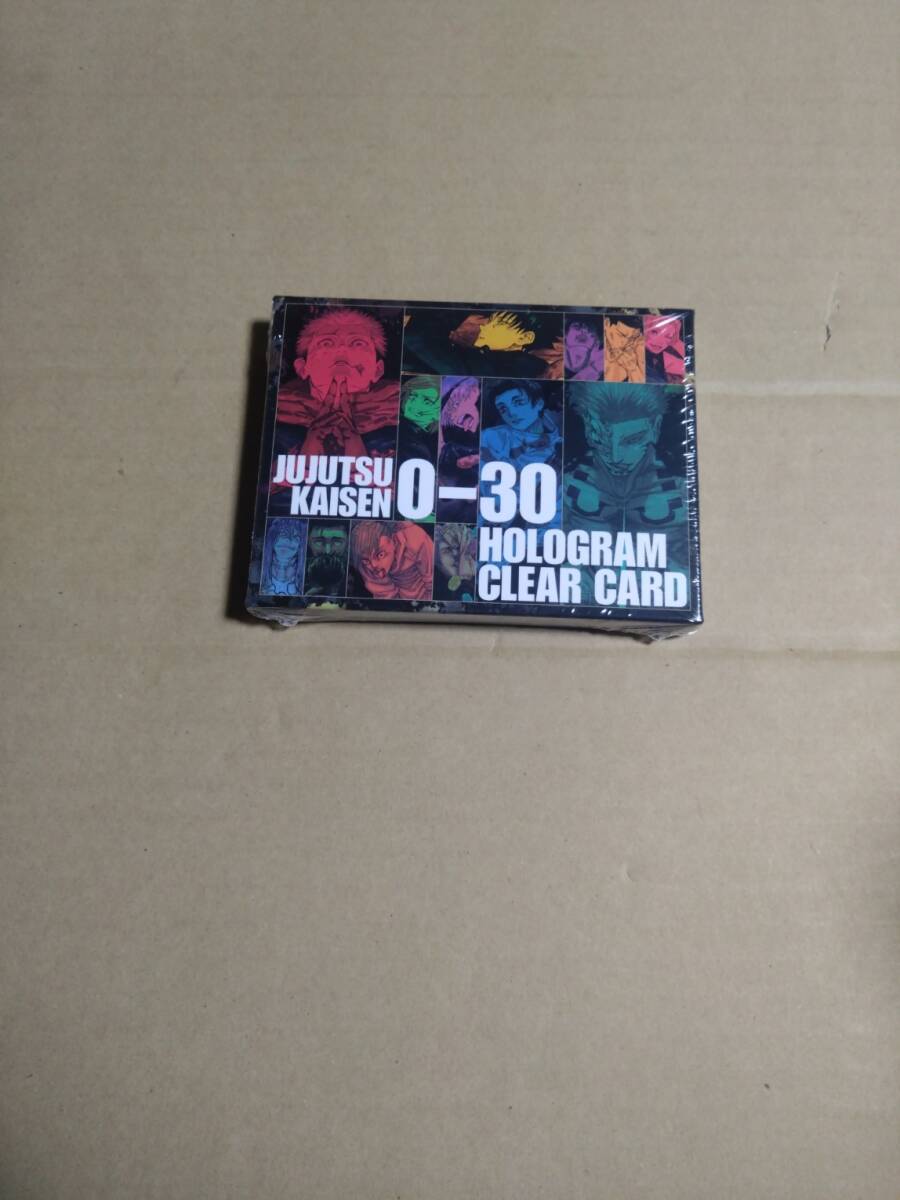 JUJUTSU
KAISEN 0-30
HOLOGRAM
CLEAR CARD